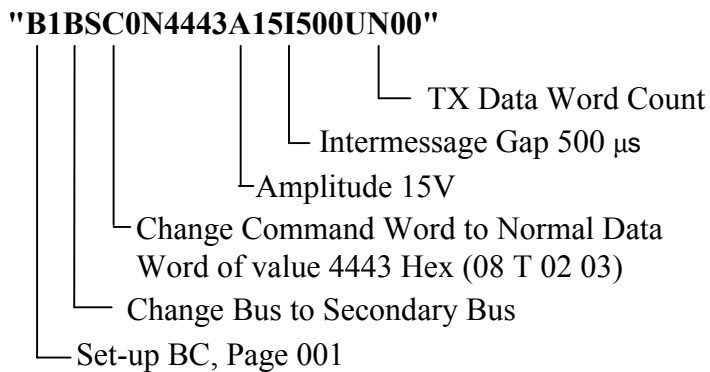 "B1BSC0N4443A15I500UN00"
TX Data Word Count
Intermessage Gap 500 μs
Amplitude 15V
Change Command Word to Normal Data
Word of value 4443 Hex (08 T 02 03)
Change Bus to Secondary Bus
Set-up BC, Page 001